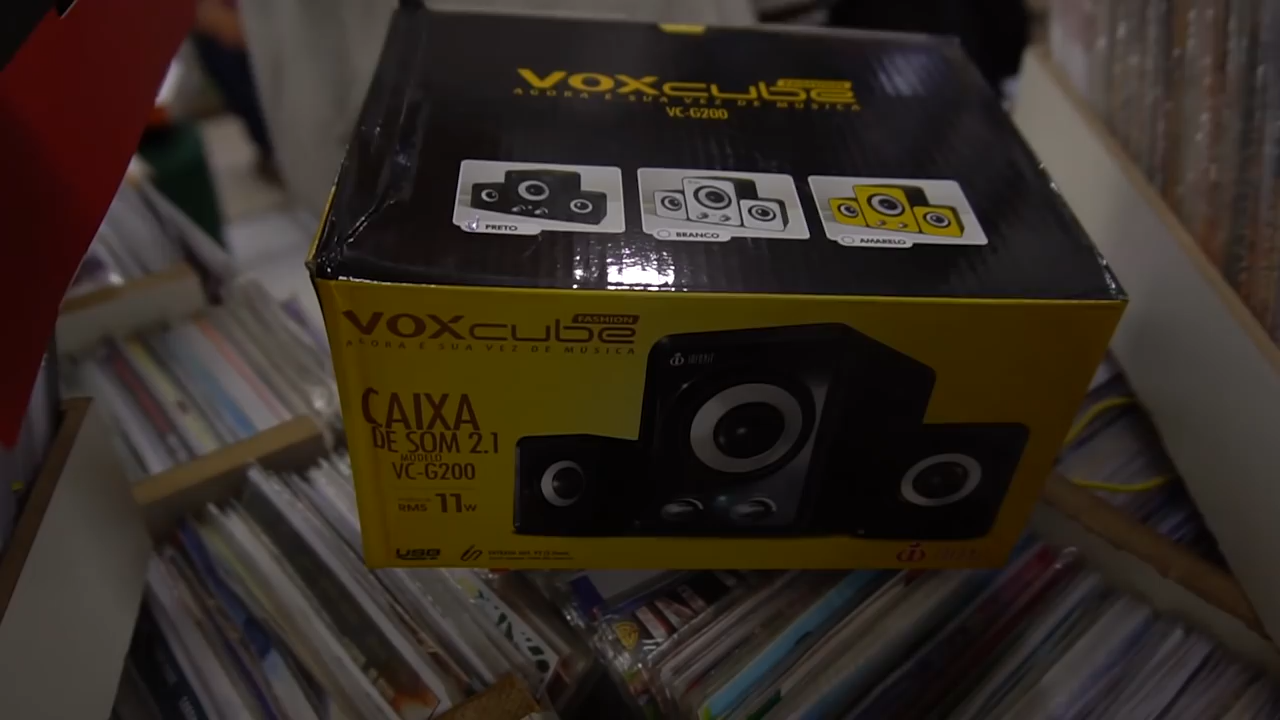 VOXcube FASHION
AGORA É SUA VEZ DE MÚSICA
VC-G200
PRETO
BRANCO
AMARELO
VOXcube FASHION
AGORA É SUA VEZ DE MÚSICA
CAIXA
DE SOM 2.1
MODELO
VC-G200
RMS 11W
USB